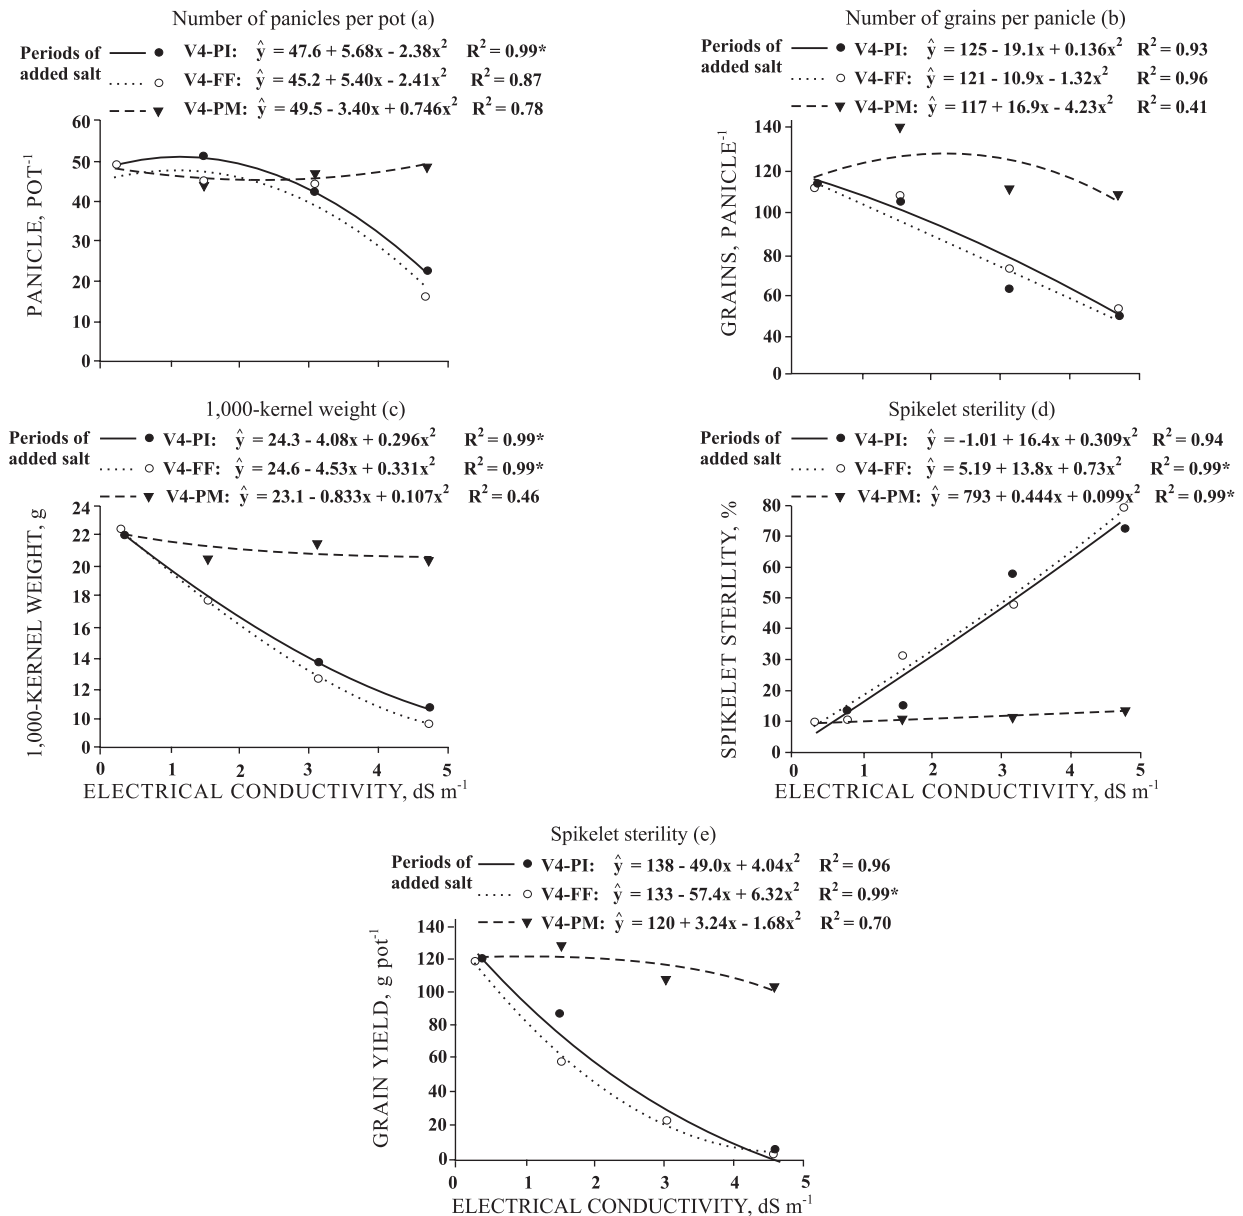 Number of panicles per pot (a)
Periods of added salt
V4-PI: ŷ = 47.6 + 5.68x - 2.38x² R² = 0.99*
V4-FF: ŷ = 45.2 + 5.40x - 2.41x² R² = 0.87
V4-PM: ŷ = 49.5 - 3.40x + 0.746x² R² = 0.78
PANICLE, POT⁻¹
60
50
40
30
20
10
0
Number of grains per panicle (b)
Periods of added salt
V4-PI: ŷ = 125 - 19.1x + 0.136x² R² = 0.93
V4-FF: ŷ = 121 - 10.9x - 1.32x² R² = 0.96
V4-PM: ŷ = 117 + 16.9x - 4.23x² R² = 0.41
GRAINS, PANICLE⁻¹
140
120
100
80
60
40
0
1,000-kernel weight (c)
Periods of added salt
V4-PI: ŷ = 24.3 - 4.08x + 0.296x² R² = 0.99*
V4-FF: ŷ = 24.6 - 4.53x + 0.331x² R² = 0.99*
V4-PM: ŷ = 23.1 - 0.833x + 0.107x² R² = 0.46
1,000-KERNEL WEIGHT, g
24
22
20
18
16
14
12
10
0
0 1 2 3 4 5
ELECTRICAL CONDUCTIVITY, dS m⁻¹
Spikelet sterility (d)
Periods of added salt
V4-PI: ŷ = -1.01 + 16.4x + 0.309x² R² = 0.94
V4-FF: ŷ = 5.19 + 13.8x + 0.73x² R² = 0.99*
V4-PM: ŷ = 793 + 0.444x + 0.099x² R² = 0.99*
SPIKELET STERILITY, %
80
70
60
50
40
30
20
10
0
0 1 2 3 4 5
ELECTRICAL CONDUCTIVITY, dS m⁻¹
Spikelet sterility (e)
Periods of added salt
V4-PI: ŷ = 138 - 49.0x + 4.04x² R² = 0.96
V4-FF: ŷ = 133 - 57.4x + 6.32x² R² = 0.99*
V4-PM: ŷ = 120 + 3.24x - 1.68x² R² = 0.70
GRAIN YIELD, g pot⁻¹
140
120
100
80
60
40
20
0
0 1 2 3 4 5
ELECTRICAL CONDUCTIVITY, dS m⁻¹